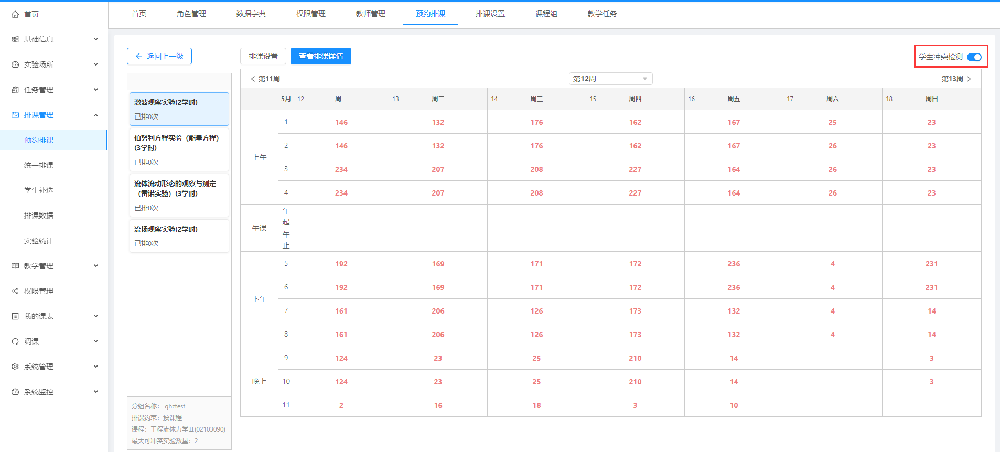 首页
基础信息
实验场所
任务管理
排课管理
预约排课
统一排课
学生补选
排课数据
实验统计
教学管理
权限管理
我的课表
调课
系统管理
系统监控
首页 角色管理 数据字典 权限管理 教师管理 预约排课 排课设置 课程组 教学任务
返回上一级
激波观察实验(2学时)
已排0次
伯努利方程实验（能量方程）
(3学时)
已排0次
流体流动形态的观察与测定
（雷诺实验）(3学时)
已排0次
流场观察实验(2学时)
已排0次
分组名称： ghztest
排课约束：按课程
课程：工程流体力学Ⅱ(02103090)
最大可冲突实验数量：2
排课设置 查看排课详情 学生冲突检测
第11周 第12周 第13周
5月 12 周一 13 周二 14 周三 15 周四 16 周五 17 周六 18 周日
上午
1 146 132 176 162 167 25 23
2 146 132 176 162 167 26 23
3 234 207 208 227 164 26 23
4 234 207 208 227 164 26 23
午课
午
起
午
止
下午
5 192 169 171 172 236 4 231
6 192 169 171 172 236 4 231
7 161 206 126 173 132 4 14
8 161 206 126 173 132 4 14
晚上
9 124 23 25 210 14 3
10 124 23 25 210 14 3
11 2 16 18 3 10